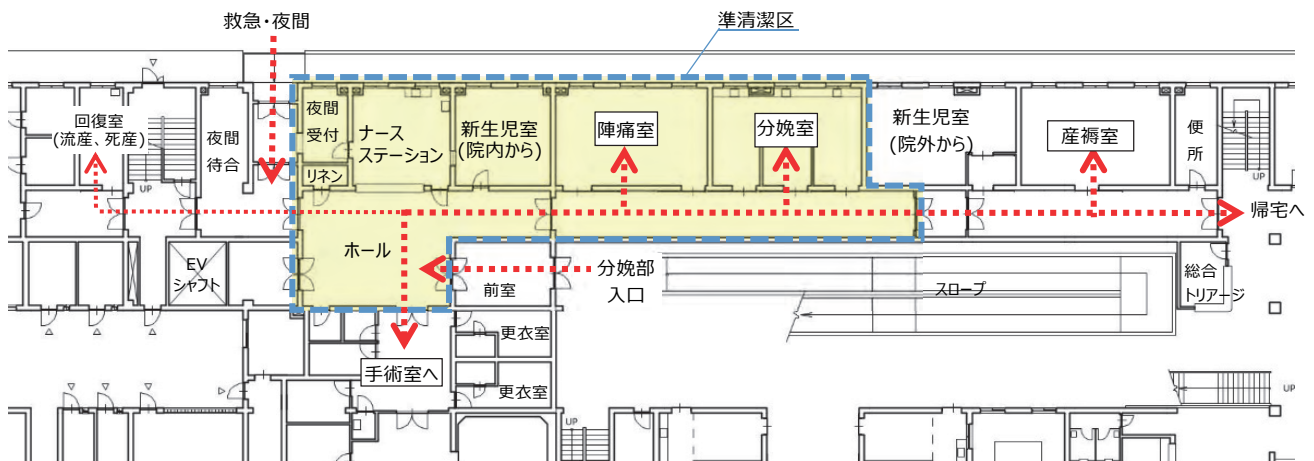 救急・夜間
準清潔区
回復室
(流産、死産)
夜間
待合
夜間
受付
ナース
ステーション
新生児室
(院内から)
陣痛室
分娩室
新生児室
(院外から)
産褥室
便
所
リネン
UP
UP
帰宅へ
ホール
EV
シャフト
前室
分娩部
入口
スロープ
総合
トリアージ
更衣室
手術室へ
更衣室
UP
UP